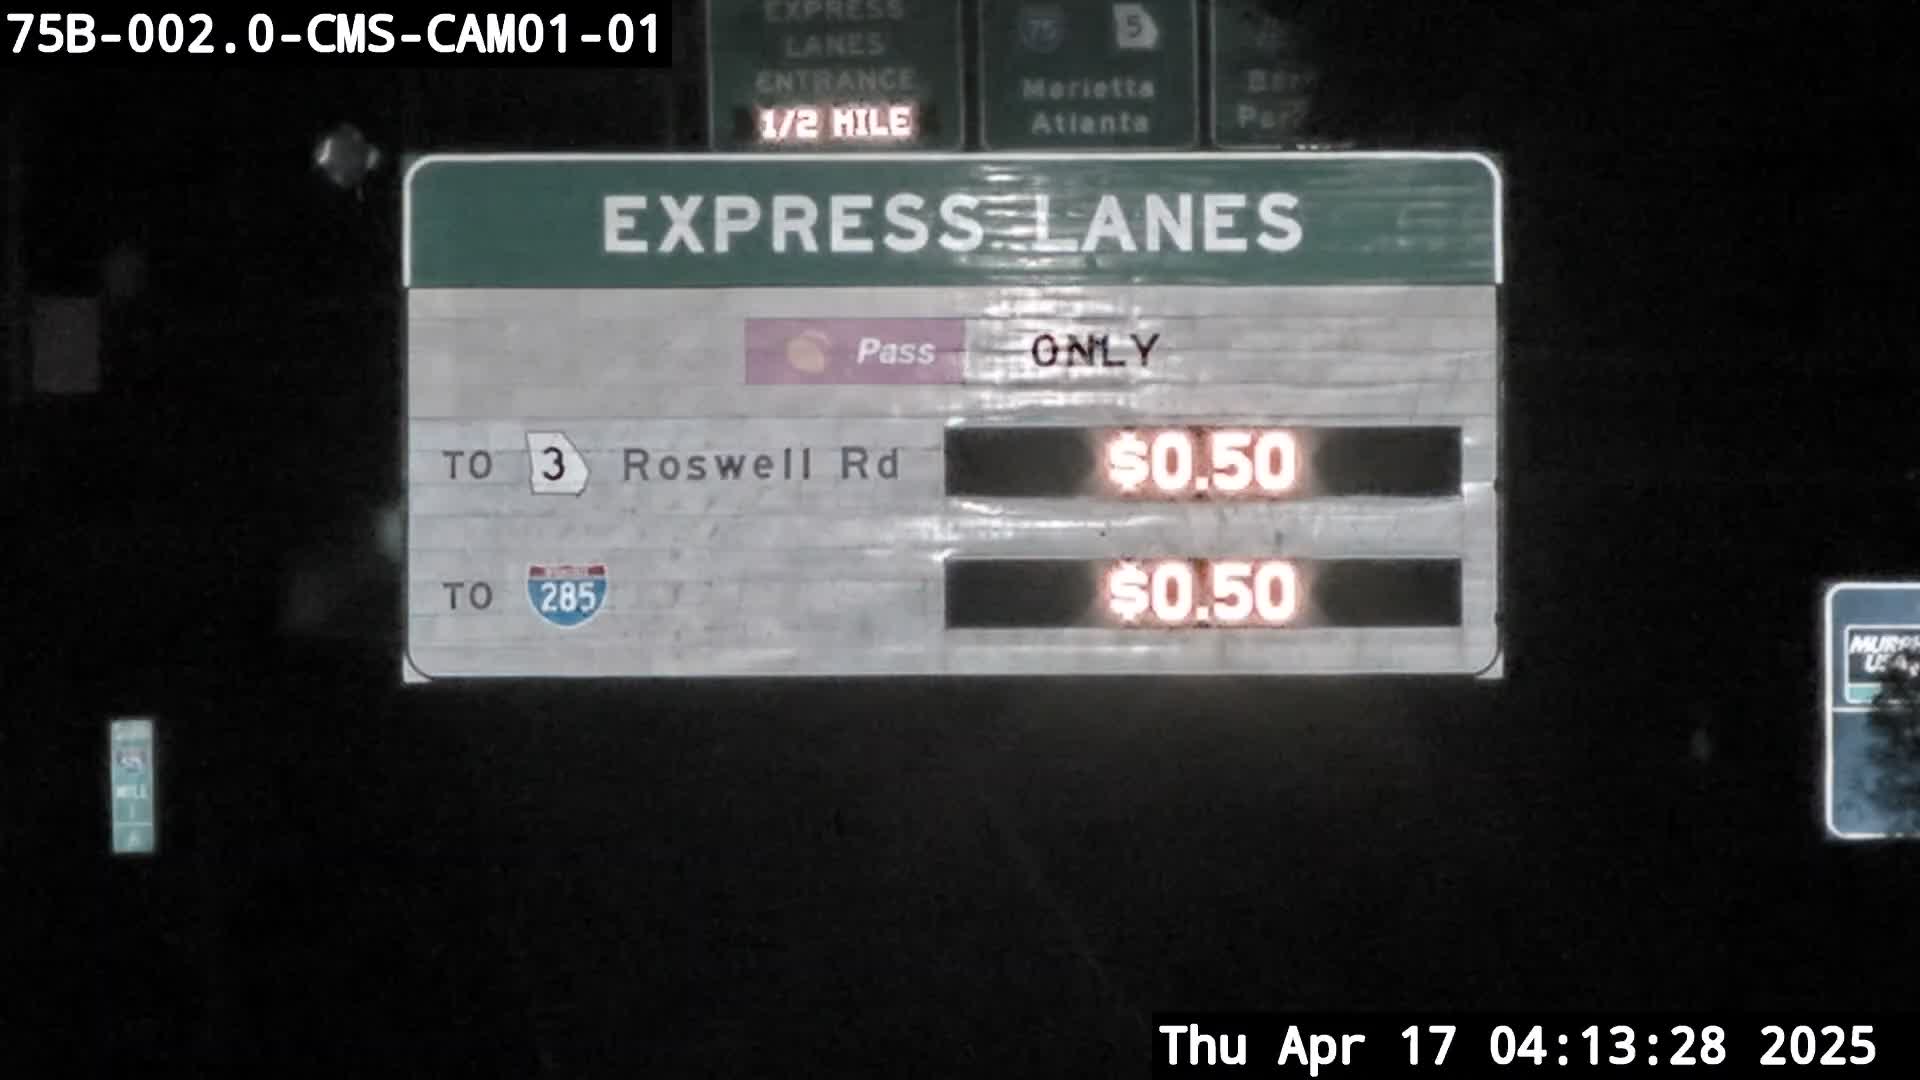 75B-002.0-CMS-CAM01-01
EXPRESS
LANES
ENTRANCE
1/2 MILE
75 5
Marietta
Atlanta
EXPRESS LANES
Pass ONLY
TO 3 Roswell Rd $0.50
TO 285 $0.50
MILE
Thu Apr 17 04:13:28 2025